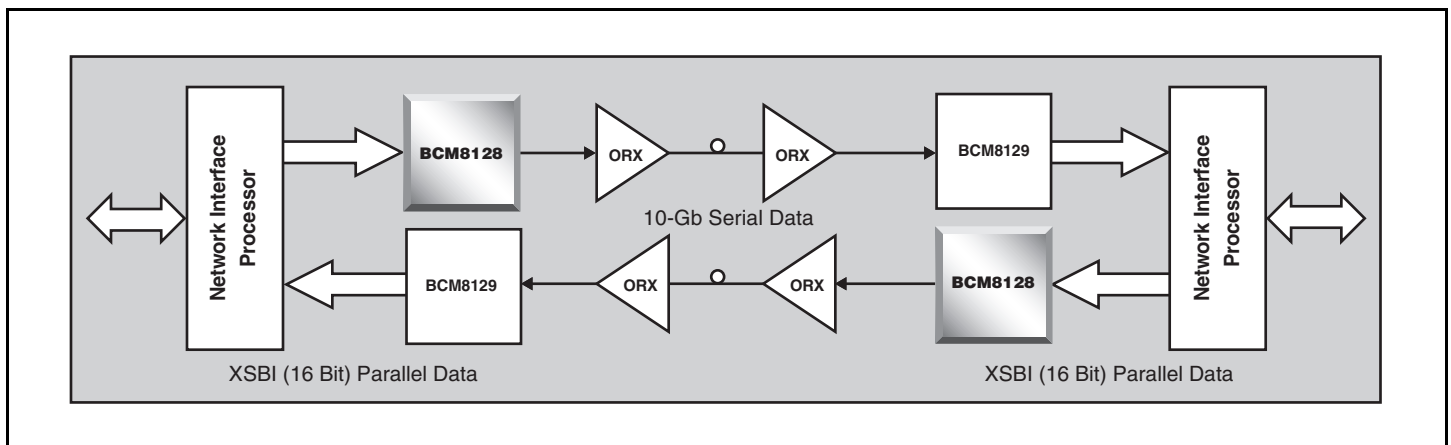 Network Interface
Processor
BCM8128
ORX
ORX
BCM8129
Network Interface
Processor
10-Gb Serial Data
BCM8129
ORX
ORX
BCM8128
XSBI (16 Bit) Parallel Data
XSBI (16 Bit) Parallel Data